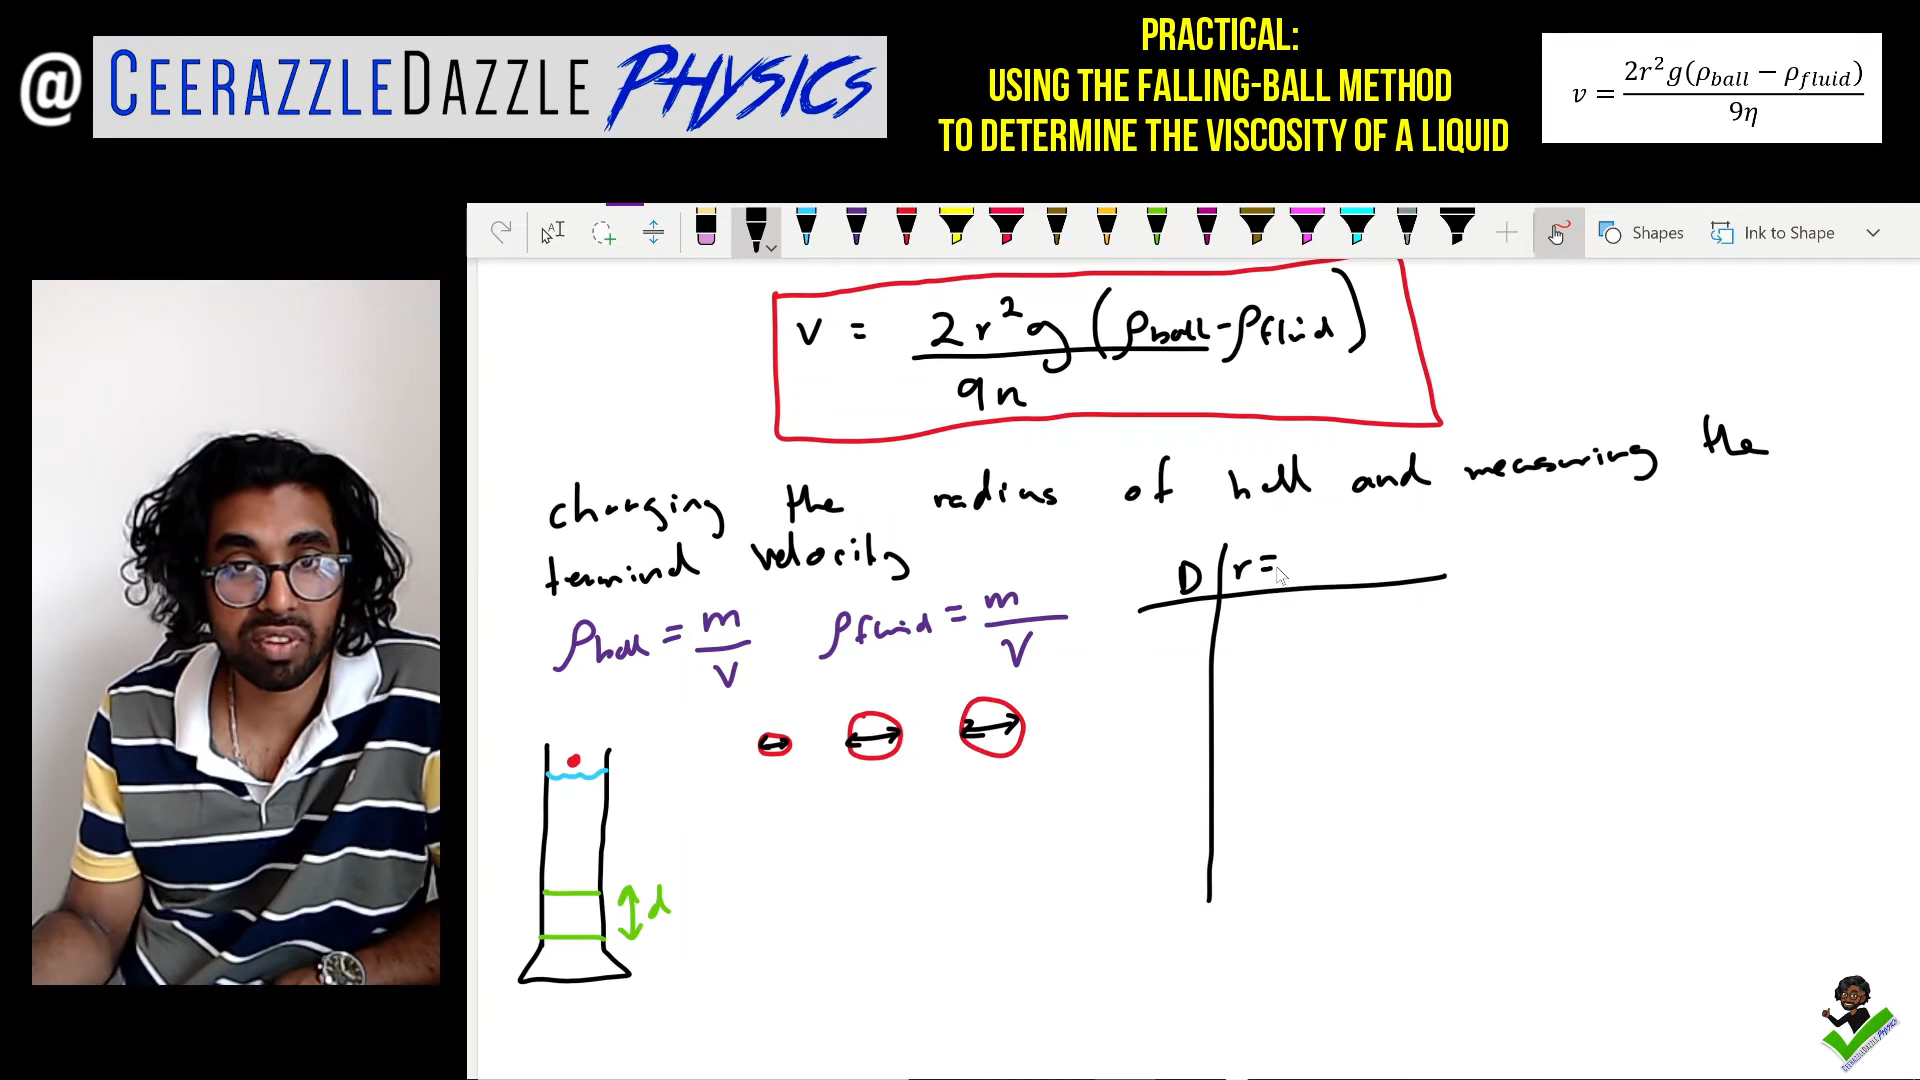 @ CEERAZZLEDAZZLE PHYSICS
PRACTICAL:
USING THE FALLING-BALL METHOD
TO DETERMINE THE VISCOSITY OF A LIQUID
v = 2r²g(ρball − ρfluid) / 9η
Shapes
Ink to Shape
v = 2r²g (ρball - ρfluid) / 9η
changing the radius of ball and measuring the
terminal velocity
D | r =
ρball = m/V ρfluid = m/V
d